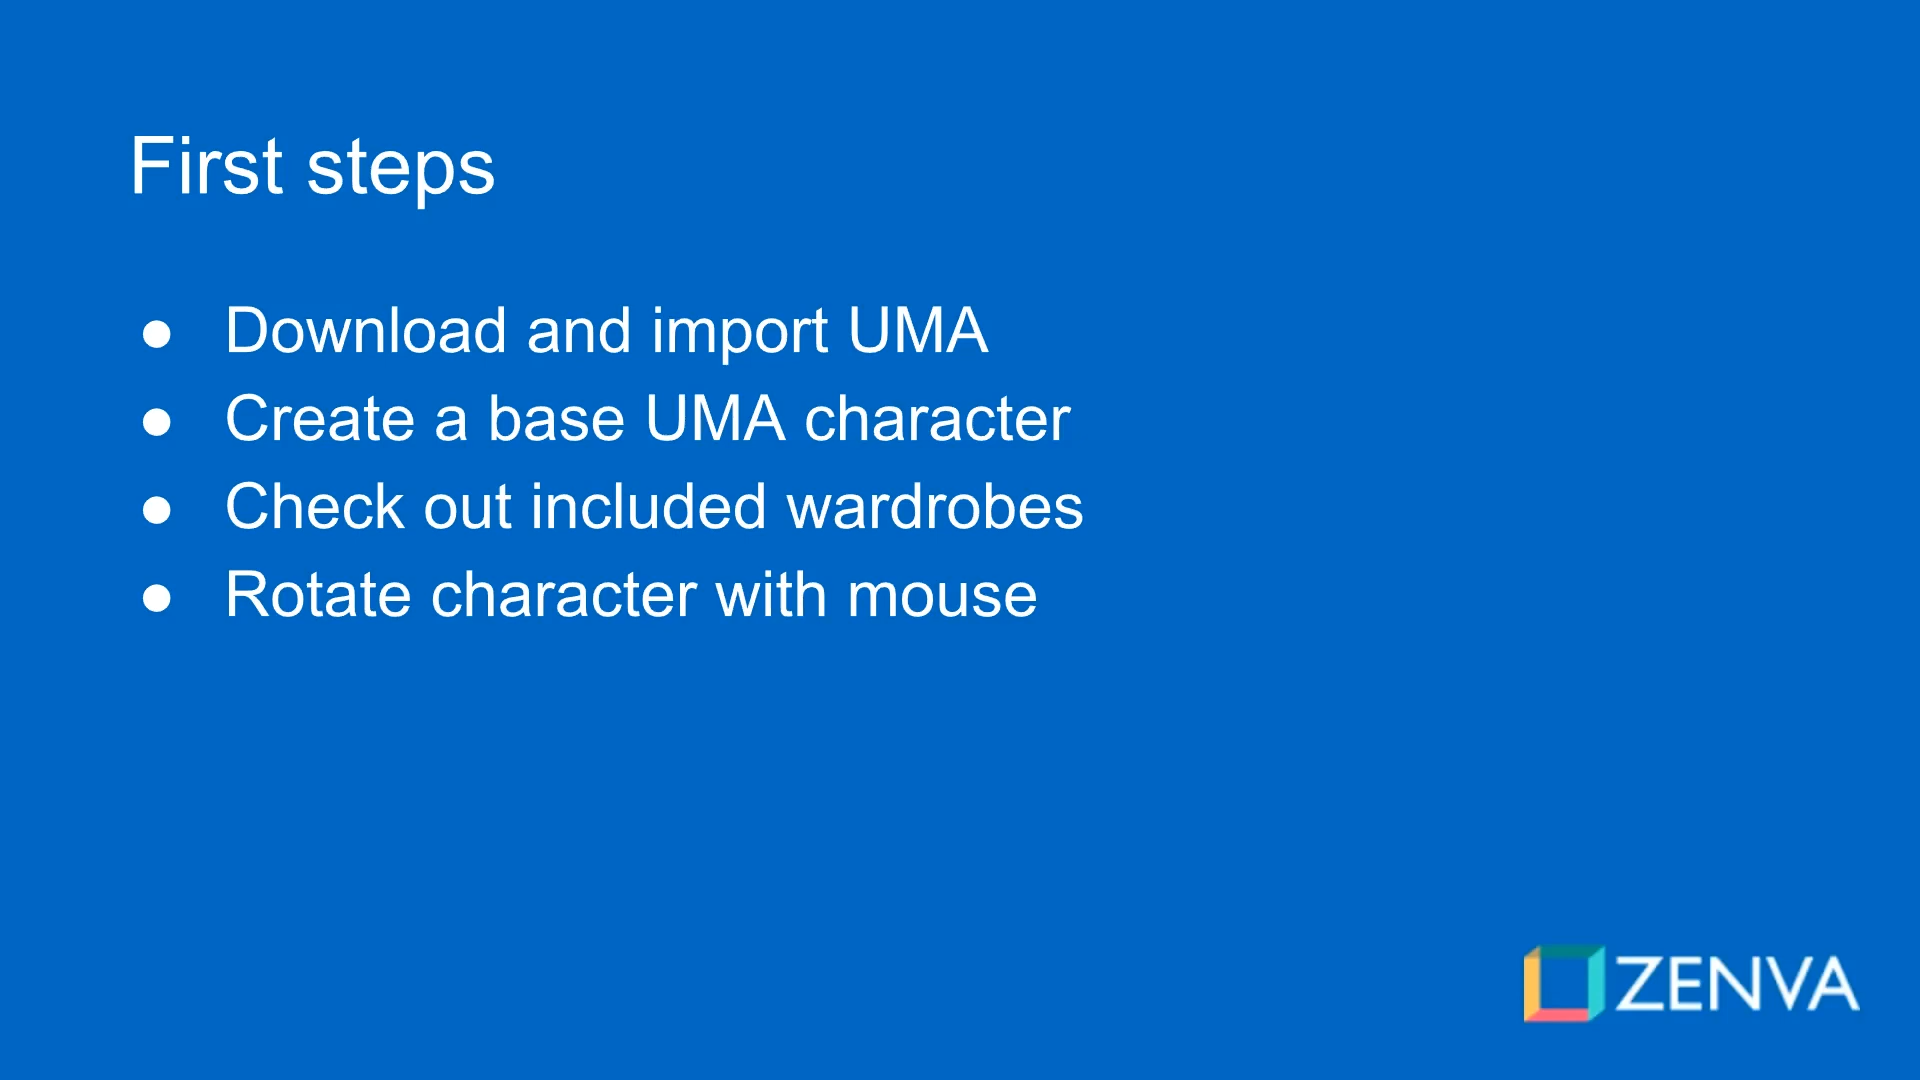 First steps
● Download and import UMA
● Create a base UMA character
● Check out included wardrobes
● Rotate character with mouse
ZENVA